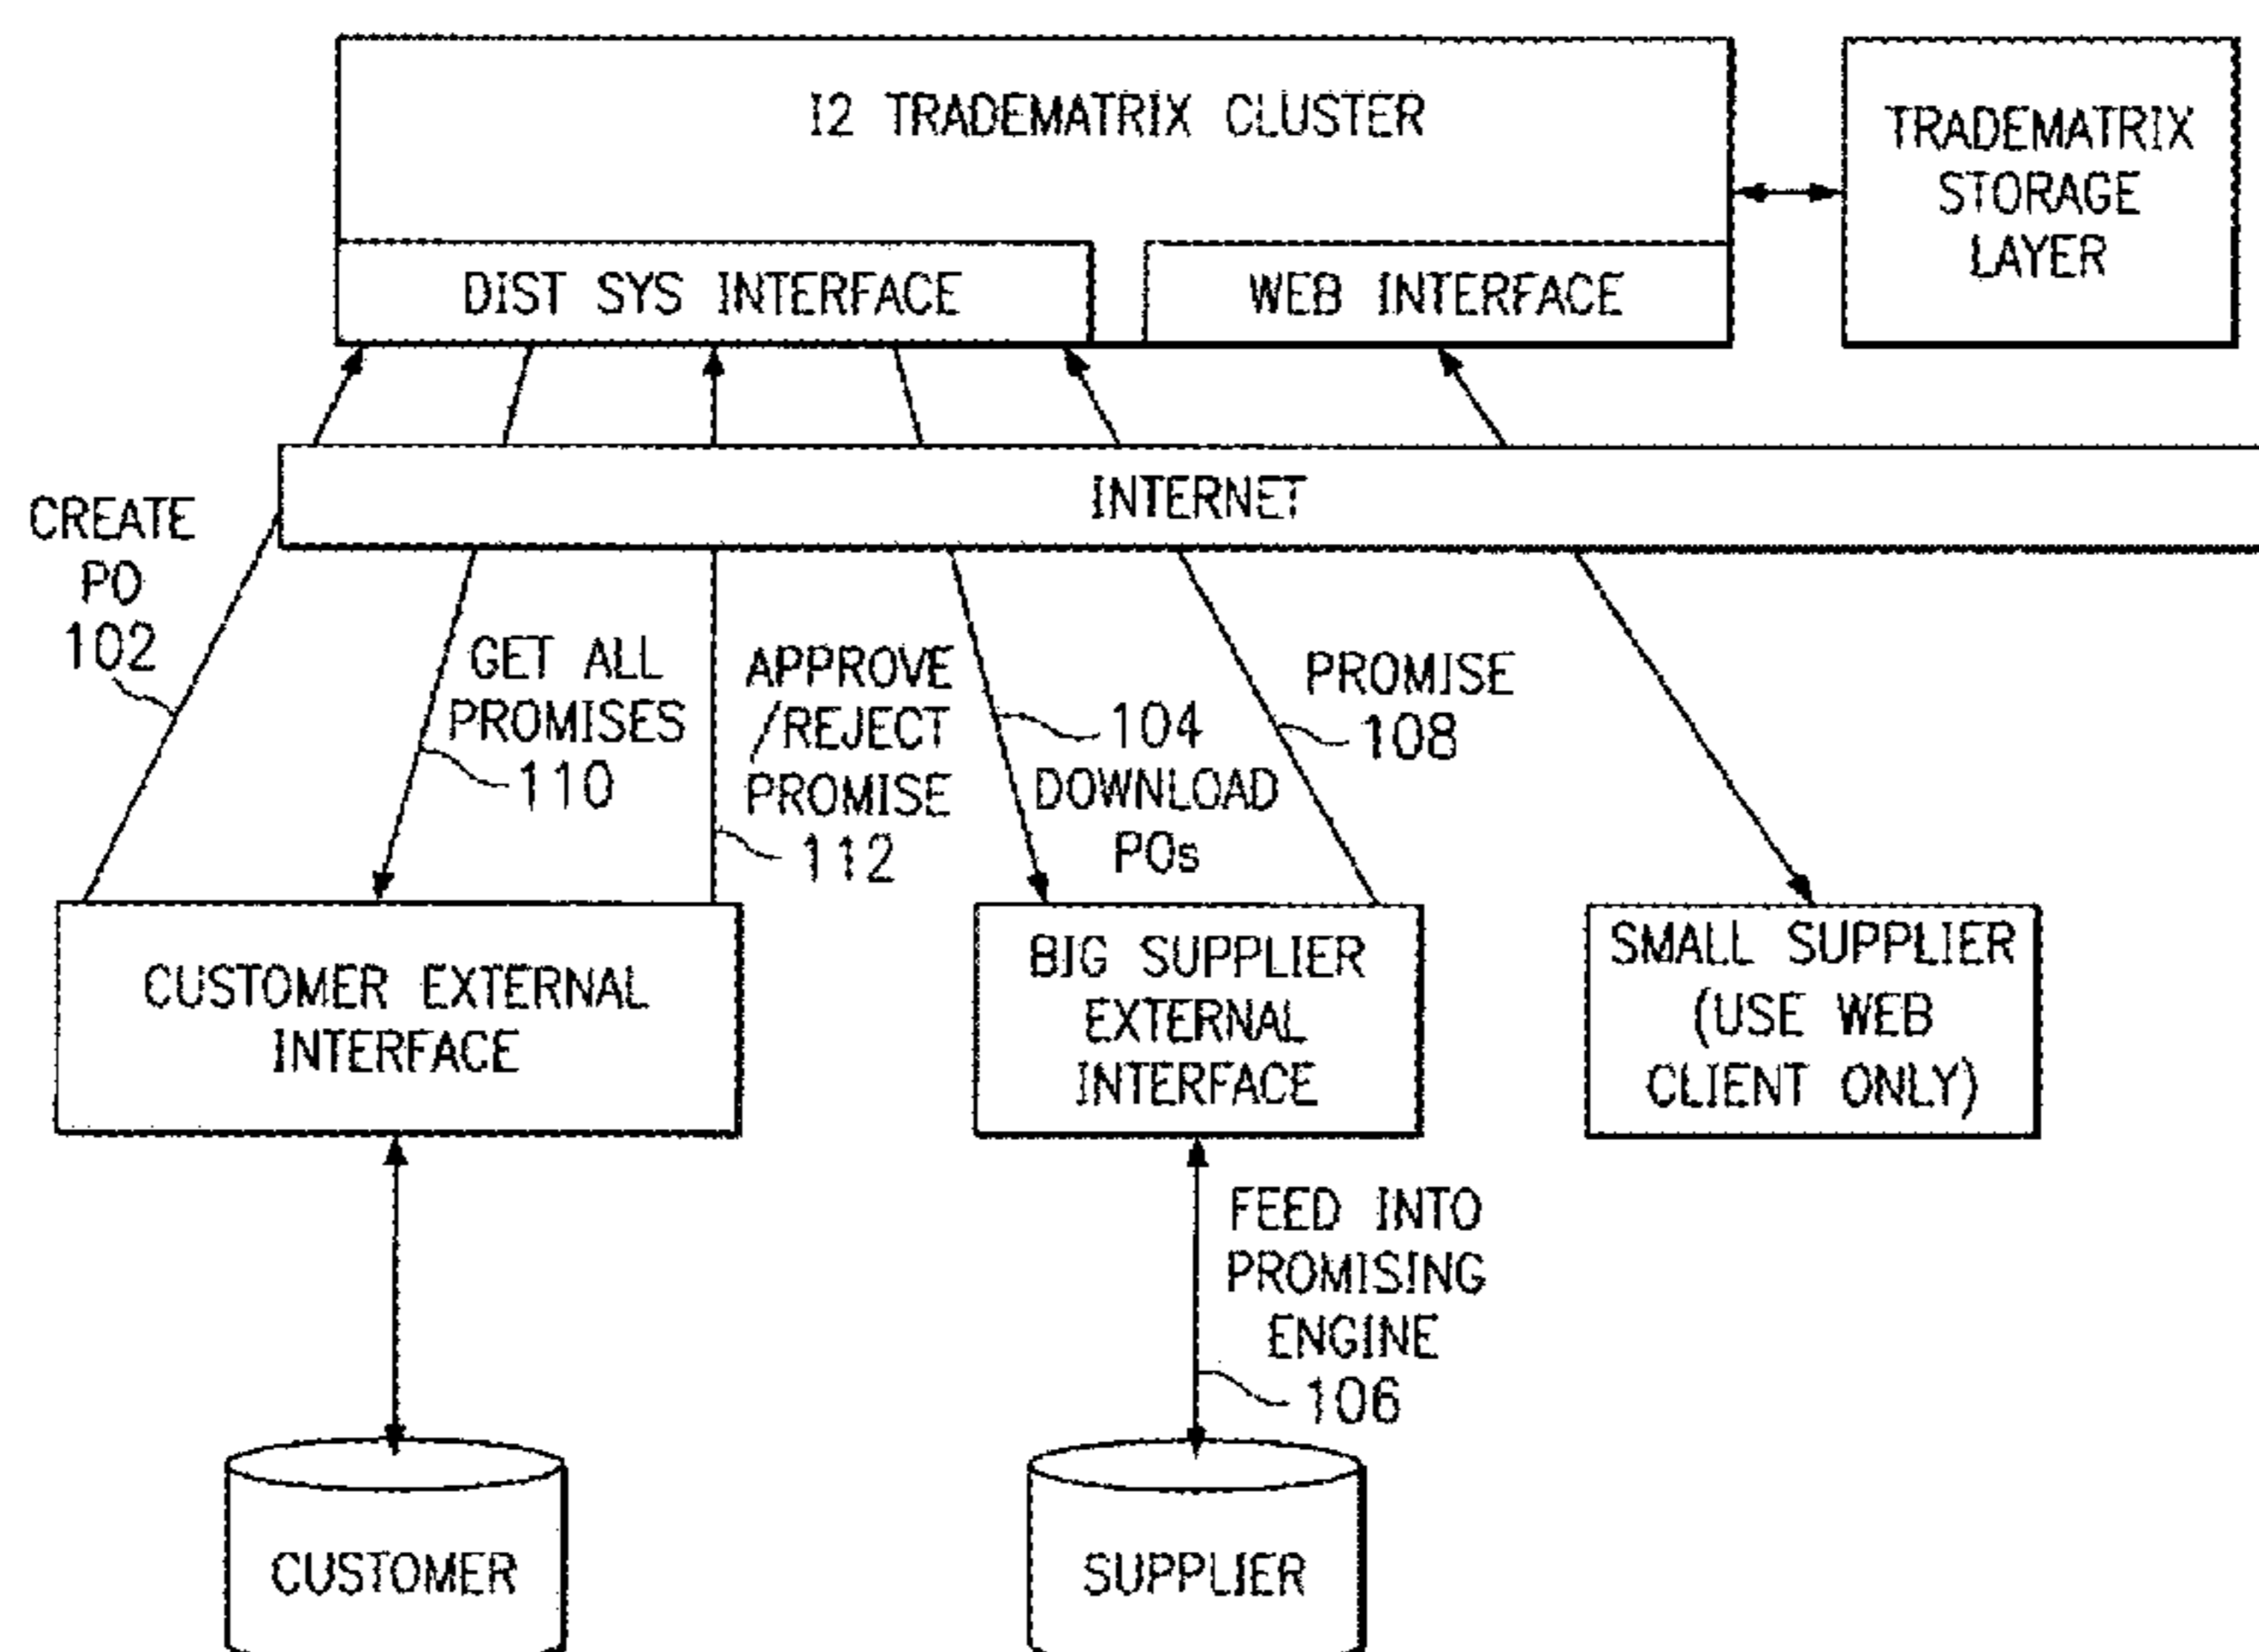 I2 TRADEMATRIX CLUSTER
TRADEMATRIX
STORAGE
LAYER
DIST SYS INTERFACE
WEB INTERFACE
INTERNET
CREATE
PO
102
GET ALL
PROMISES
110
APPROVE
/REJECT
PROMISE
112
104
DOWNLOAD
POs
PROMISE
108
CUSTOMER EXTERNAL
INTERFACE
BIG SUPPLIER
EXTERNAL
INTERFACE
SMALL SUPPLIER
(USE WEB
CLIENT ONLY)
FEED INTO
PROMISING
ENGINE
106
CUSTOMER
SUPPLIER